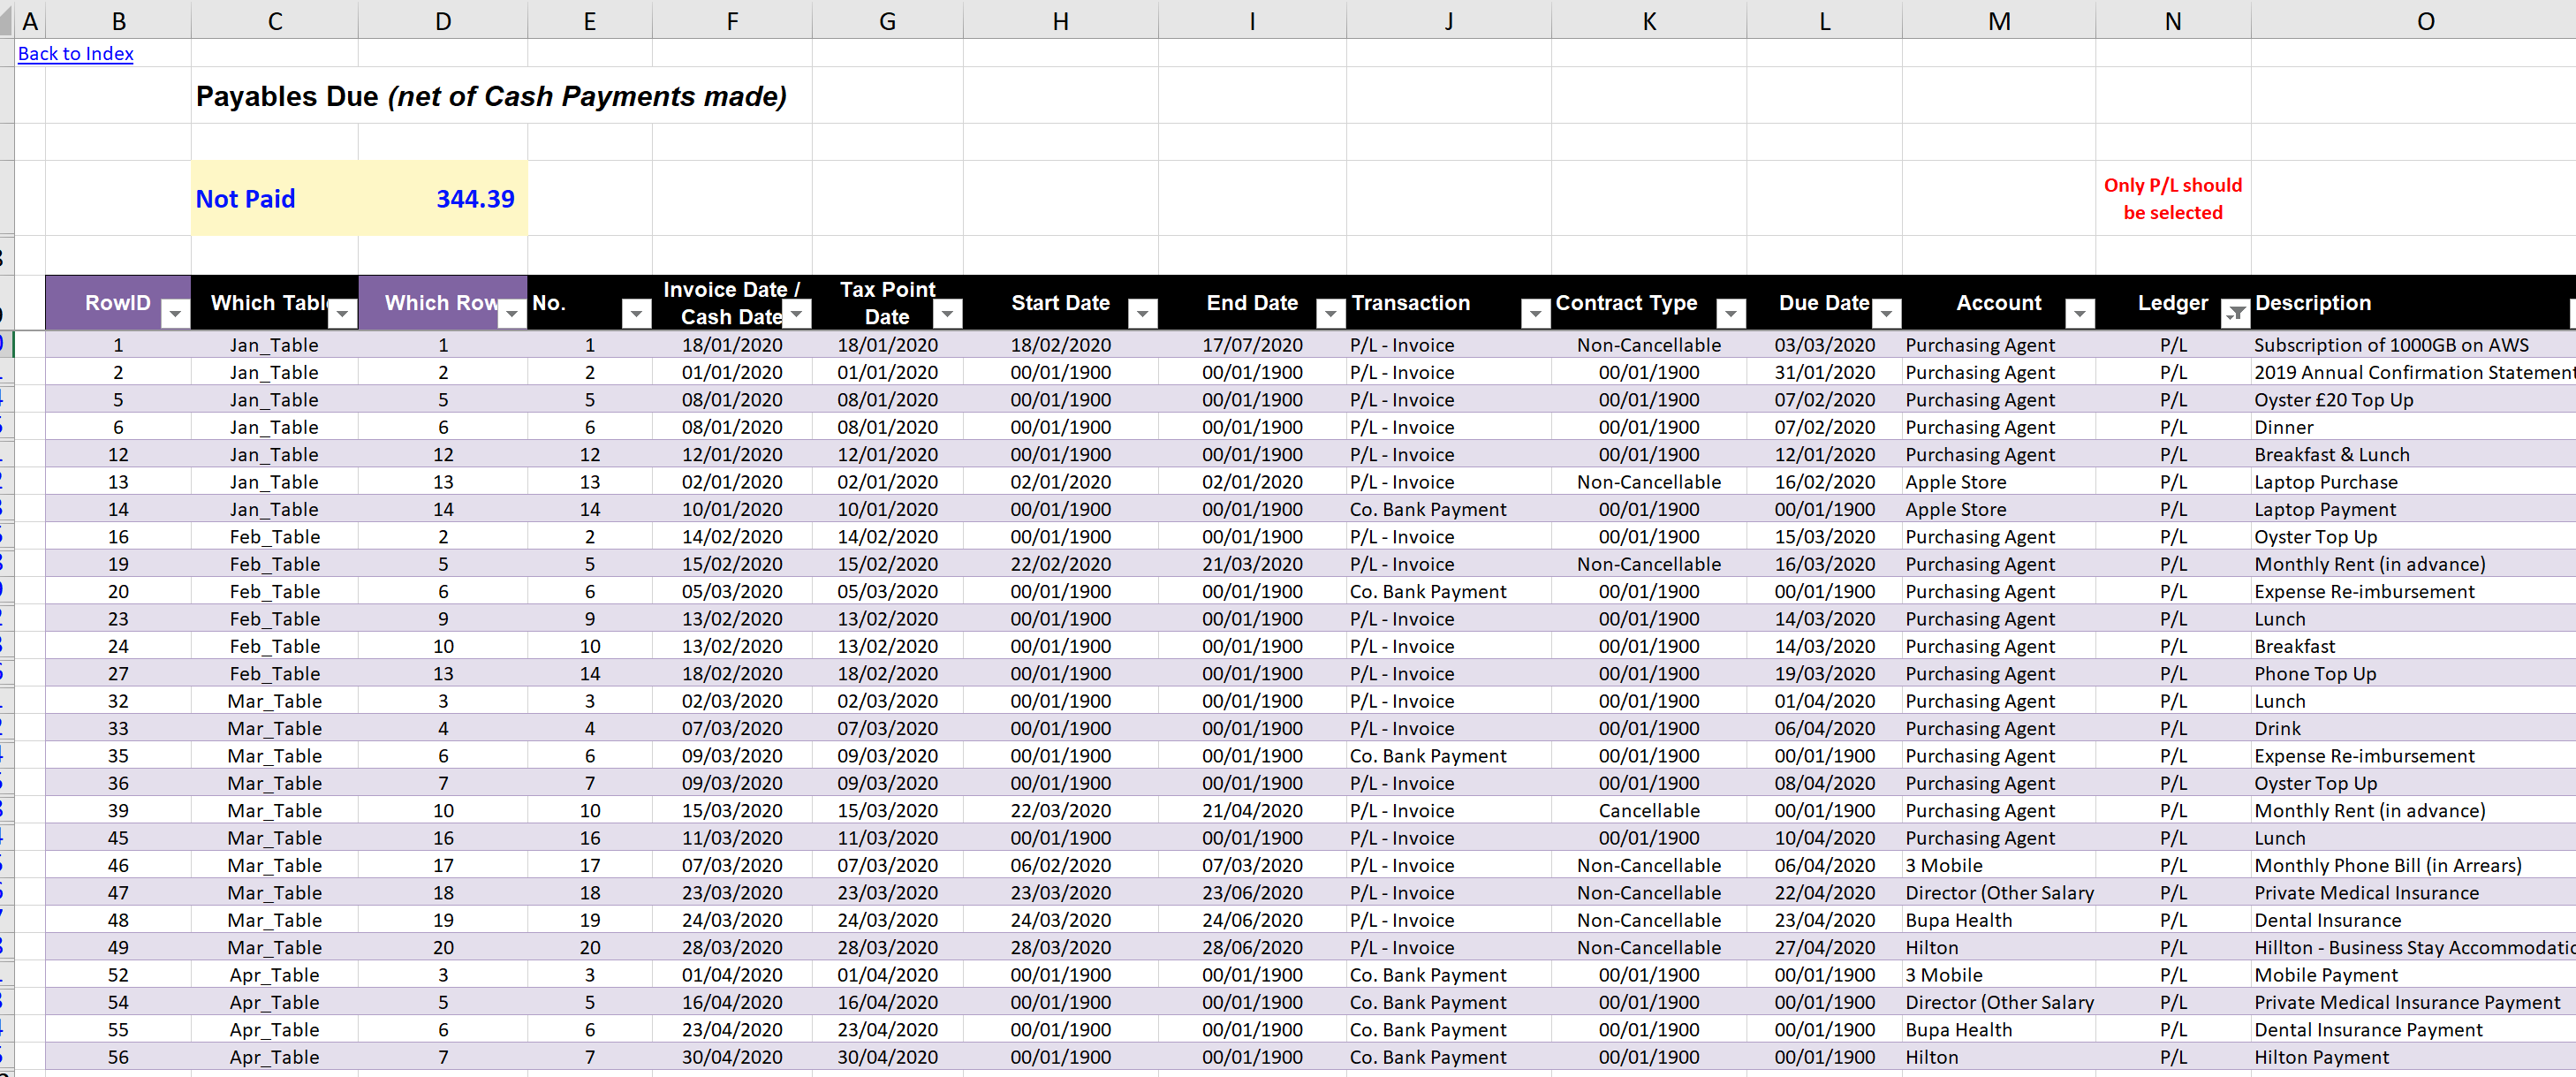 A B C D E F G H I J K L M N O
Back to Index
Payables Due (net of Cash Payments made)
Not Paid 344.39
Only P/L should
be selected
RowID Which Table Which Row No. Invoice Date / Cash Date Tax Point Date Start Date End Date Transaction Contract Type Due Date Account Ledger Description
1 Jan_Table 1 1 18/01/2020 18/01/2020 18/02/2020 17/07/2020 P/L - Invoice Non-Cancellable 03/03/2020 Purchasing Agent P/L Subscription of 1000GB on AWS
2 Jan_Table 2 2 01/01/2020 01/01/2020 00/01/1900 00/01/1900 P/L - Invoice 00/01/1900 31/01/2020 Purchasing Agent P/L 2019 Annual Confirmation Statement
5 Jan_Table 5 5 08/01/2020 08/01/2020 00/01/1900 00/01/1900 P/L - Invoice 00/01/1900 07/02/2020 Purchasing Agent P/L Oyster £20 Top Up
6 Jan_Table 6 6 08/01/2020 08/01/2020 00/01/1900 00/01/1900 P/L - Invoice 00/01/1900 07/02/2020 Purchasing Agent P/L Dinner
12 Jan_Table 12 12 12/01/2020 12/01/2020 00/01/1900 00/01/1900 P/L - Invoice 00/01/1900 12/01/2020 Purchasing Agent P/L Breakfast & Lunch
13 Jan_Table 13 13 02/01/2020 02/01/2020 02/01/2020 02/01/2020 P/L - Invoice Non-Cancellable 16/02/2020 Apple Store P/L Laptop Purchase
14 Jan_Table 14 14 10/01/2020 10/01/2020 00/01/1900 00/01/1900 Co. Bank Payment 00/01/1900 00/01/1900 Apple Store P/L Laptop Payment
16 Feb_Table 2 2 14/02/2020 14/02/2020 00/01/1900 00/01/1900 P/L - Invoice 00/01/1900 15/03/2020 Purchasing Agent P/L Oyster Top Up
19 Feb_Table 5 5 15/02/2020 15/02/2020 22/02/2020 21/03/2020 P/L - Invoice Non-Cancellable 16/03/2020 Purchasing Agent P/L Monthly Rent (in advance)
20 Feb_Table 6 6 05/03/2020 05/03/2020 00/01/1900 00/01/1900 Co. Bank Payment 00/01/1900 00/01/1900 Purchasing Agent P/L Expense Re-imbursement
23 Feb_Table 9 9 13/02/2020 13/02/2020 00/01/1900 00/01/1900 P/L - Invoice 00/01/1900 14/03/2020 Purchasing Agent P/L Lunch
24 Feb_Table 10 10 13/02/2020 13/02/2020 00/01/1900 00/01/1900 P/L - Invoice 00/01/1900 14/03/2020 Purchasing Agent P/L Breakfast
27 Feb_Table 13 14 18/02/2020 18/02/2020 00/01/1900 00/01/1900 P/L - Invoice 00/01/1900 19/03/2020 Purchasing Agent P/L Phone Top Up
32 Mar_Table 3 3 02/03/2020 02/03/2020 00/01/1900 00/01/1900 P/L - Invoice 00/01/1900 01/04/2020 Purchasing Agent P/L Lunch
33 Mar_Table 4 4 07/03/2020 07/03/2020 00/01/1900 00/01/1900 P/L - Invoice 00/01/1900 06/04/2020 Purchasing Agent P/L Drink
35 Mar_Table 6 6 09/03/2020 09/03/2020 00/01/1900 00/01/1900 Co. Bank Payment 00/01/1900 00/01/1900 Purchasing Agent P/L Expense Re-imbursement
36 Mar_Table 7 7 09/03/2020 09/03/2020 00/01/1900 00/01/1900 P/L - Invoice 00/01/1900 08/04/2020 Purchasing Agent P/L Oyster Top Up
39 Mar_Table 10 10 15/03/2020 15/03/2020 22/03/2020 21/04/2020 P/L - Invoice Cancellable 00/01/1900 Purchasing Agent P/L Monthly Rent (in advance)
45 Mar_Table 16 16 11/03/2020 11/03/2020 00/01/1900 00/01/1900 P/L - Invoice 00/01/1900 10/04/2020 Purchasing Agent P/L Lunch
46 Mar_Table 17 17 07/03/2020 07/03/2020 06/02/2020 07/03/2020 P/L - Invoice Non-Cancellable 06/04/2020 3 Mobile P/L Monthly Phone Bill (in Arrears)
47 Mar_Table 18 18 23/03/2020 23/03/2020 23/03/2020 23/06/2020 P/L - Invoice Non-Cancellable 22/04/2020 Director (Other Salary P/L Private Medical Insurance
48 Mar_Table 19 19 24/03/2020 24/03/2020 24/03/2020 24/06/2020 P/L - Invoice Non-Cancellable 23/04/2020 Bupa Health P/L Dental Insurance
49 Mar_Table 20 20 28/03/2020 28/03/2020 28/03/2020 28/06/2020 P/L - Invoice Non-Cancellable 27/04/2020 Hilton P/L Hillton - Business Stay Accommodatio
52 Apr_Table 3 3 01/04/2020 01/04/2020 00/01/1900 00/01/1900 Co. Bank Payment 00/01/1900 00/01/1900 3 Mobile P/L Mobile Payment
54 Apr_Table 5 5 16/04/2020 16/04/2020 00/01/1900 00/01/1900 Co. Bank Payment 00/01/1900 00/01/1900 Director (Other Salary P/L Private Medical Insurance Payment
55 Apr_Table 6 6 23/04/2020 23/04/2020 00/01/1900 00/01/1900 Co. Bank Payment 00/01/1900 00/01/1900 Bupa Health P/L Dental Insurance Payment
56 Apr_Table 7 7 30/04/2020 30/04/2020 00/01/1900 00/01/1900 Co. Bank Payment 00/01/1900 00/01/1900 Hilton P/L Hilton Payment